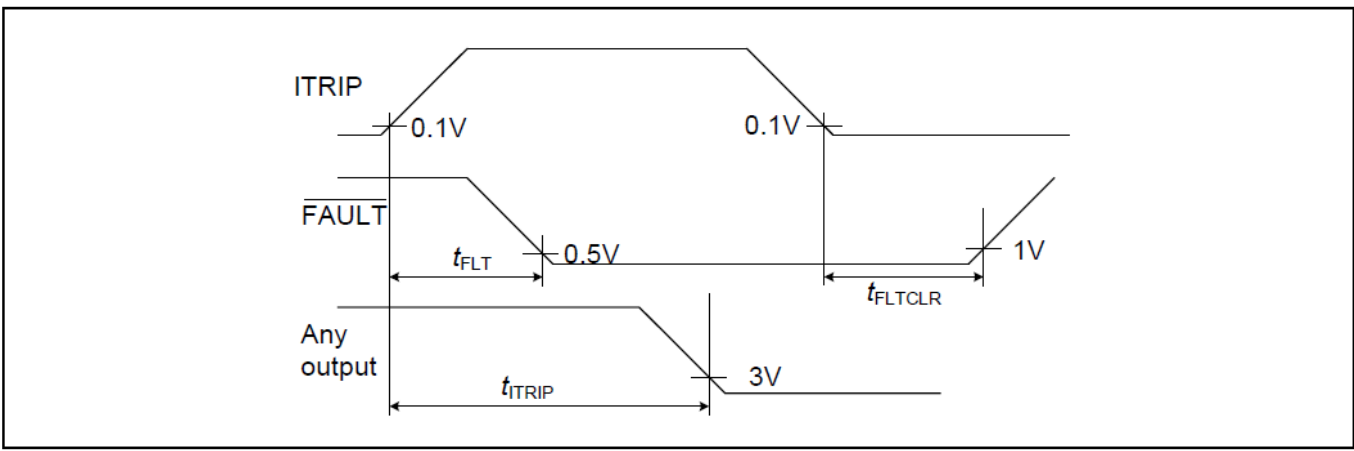 ITRIP
0.1V
0.1V
FAULT
tFLT
0.5V
1V
tFLTCLR
Any
output
tITRIP
3V